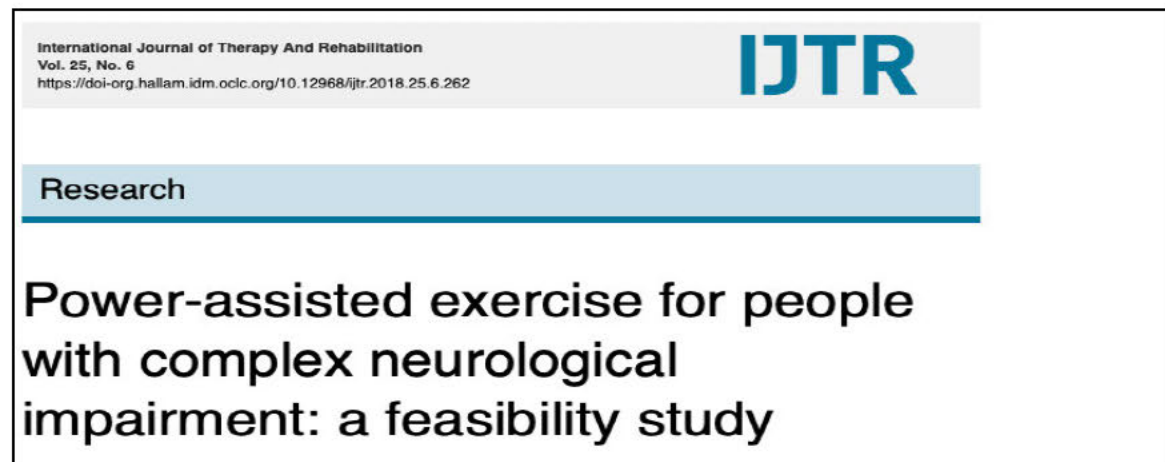 International Journal of Therapy And Rehabilitation
Vol. 25, No. 6
https://doi-org.hallam.idm.oclc.org/10.12968/ijtr.2018.25.6.262
IJTR
Research
Power-assisted exercise for people
with complex neurological
impairment: a feasibility study